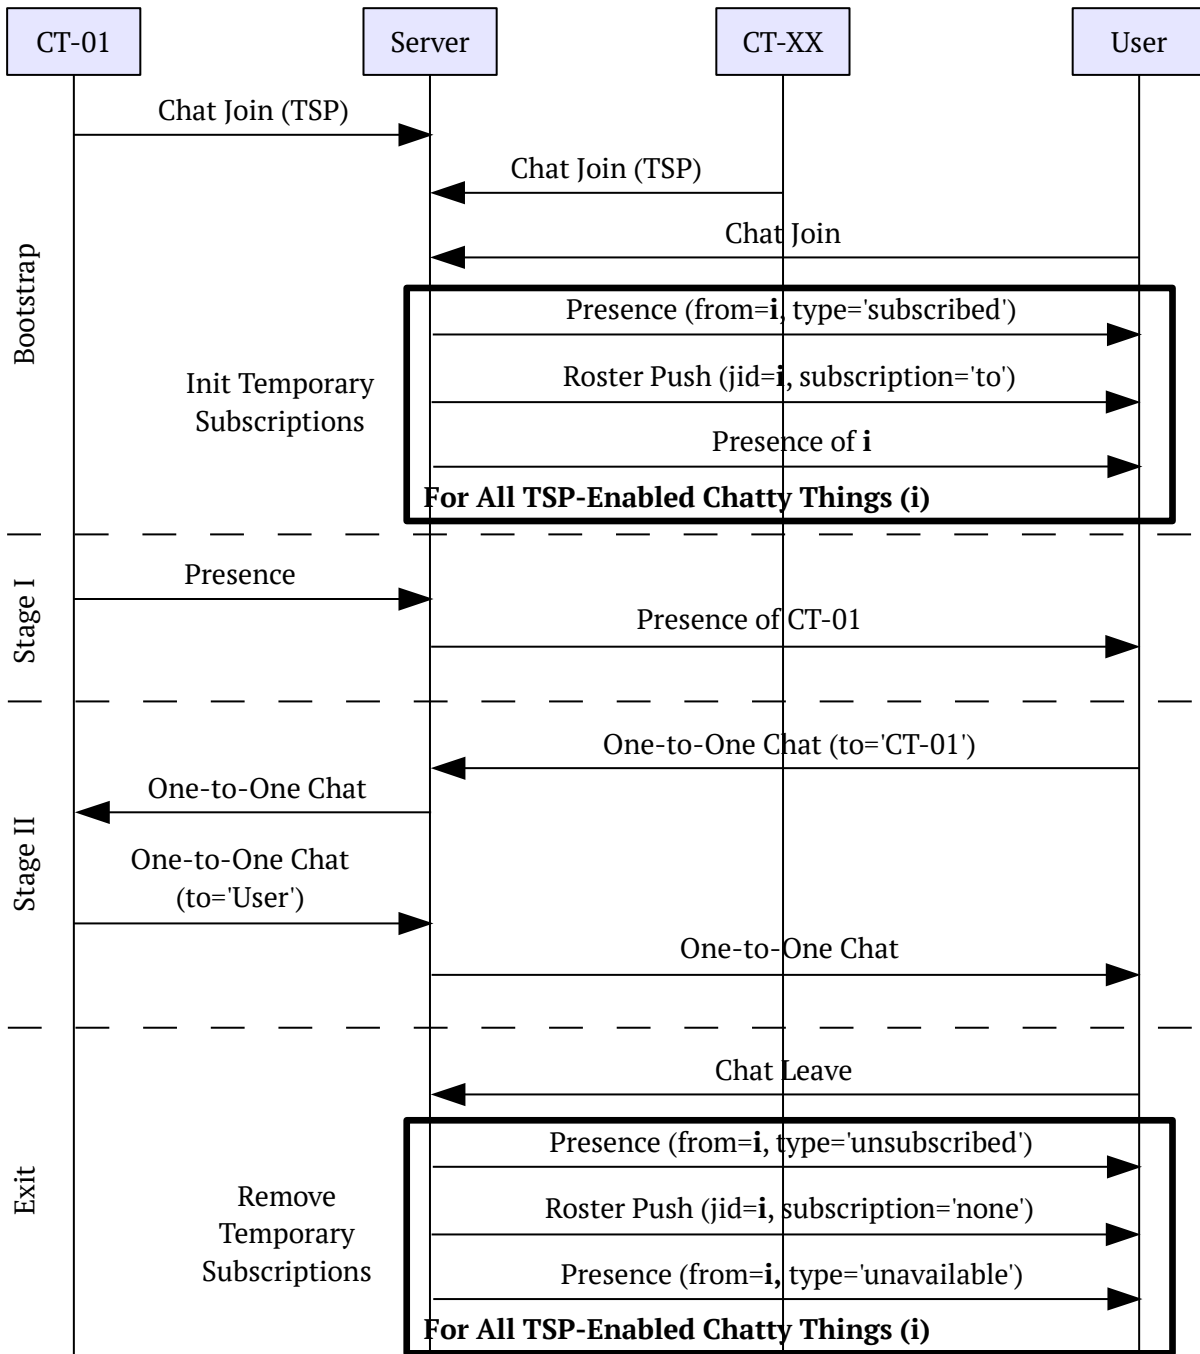 CT-01
Server
CT-XX
User
Bootstrap
Chat Join (TSP)
Chat Join (TSP)
Chat Join
Init Temporary
Subscriptions
Presence (from=i, type='subscribed')
Roster Push (jid=i, subscription='to')
Presence of i
For All TSP-Enabled Chatty Things (i)
Stage I
Presence
Presence of CT-01
Stage II
One-to-One Chat (to='CT-01')
One-to-One Chat
One-to-One Chat
(to='User')
One-to-One Chat
Exit
Chat Leave
Remove
Temporary
Subscriptions
Presence (from=i, type='unsubscribed')
Roster Push (jid=i, subscription='none')
Presence (from=i, type='unavailable')
For All TSP-Enabled Chatty Things (i)